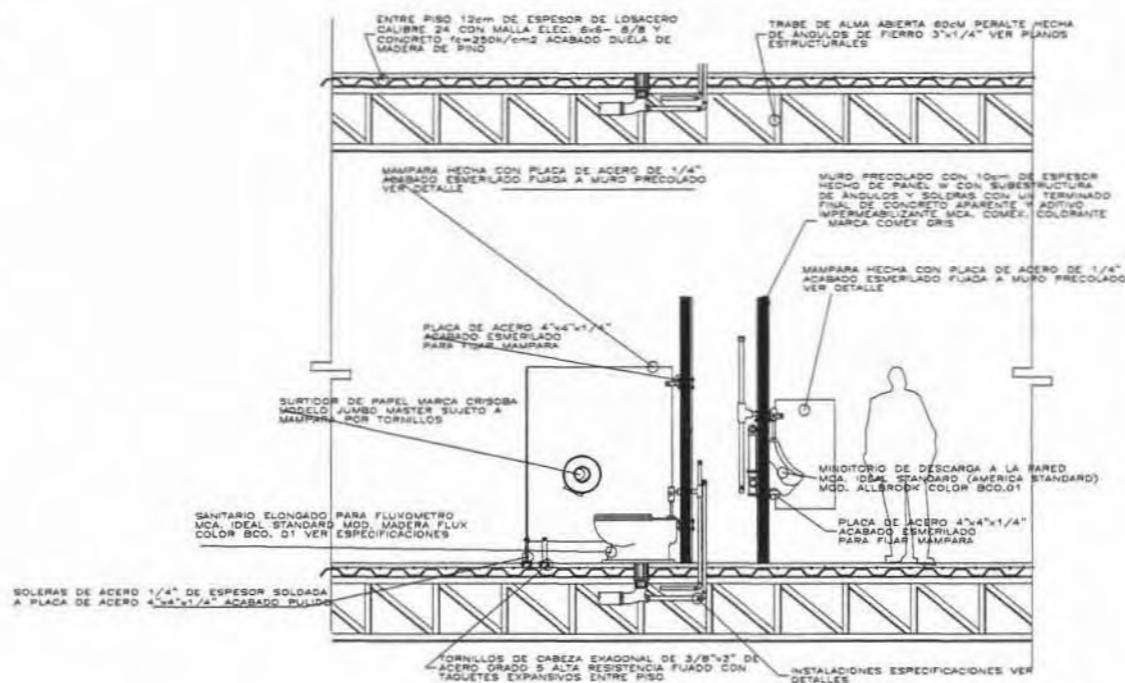 ENTRE PISO 12cm DE ESPESOR DE LOSACERO
CALIBRE 24 CON MALLA ELEC. 6x6- 8/8 Y
CONCRETO fc=250k/cm2 ACABADO DUELA DE
MADERA DE PINO
TRABE DE ALMA ABIERTA 60cM PERALTE HECHA
DE ÁNGULOS DE FIERRO 3"x1/4" VER PLANOS
ESTRUCTURALES
MAMPARA HECHA CON PLACA DE ACERO DE 1/4"
ACABADO ESMERILADO FIJADA A MURO PRECOLADO
VER DETALLE
MURO PRECOLADO CON 10cm DE ESPESOR
HECHO DE PANEL W CON SUBESTRUCTURA
DE ÁNGULOS Y SOLERAS CON UN TERMINADO
FINAL DE CONCRETO APARENTE Y ADITIVO
IMPERMEABILIZANTE MCA. COMEX. COLORANTE
MARCA COMEX GRIS
MAMPARA HECHA CON PLACA DE ACERO DE 1/4"
ACABADO ESMERILADO FIJADA A MURO PRECOLADO
VER DETALLE
PLACA DE ACERO 4"x4"x1/4"
ACABADO ESMERILADO
PARA FIJAR MAMPARA
SURTIDOR DE PAPEL MARCA CRISOBA
MODELO JUMBO MASTER SUJETO A
MAMPARA POR TORNILLOS
MINGITORIO DE DESCARGA A LA PARED
MCA. IDEAL STANDARD (AMERICA STANDARD)
MOD. ALLBROOK COLOR BCO.01
SANITARIO ELONGADO PARA FLUXOMETRO
MCA. IDEAL STANDARD MOD. MADERA FLUX
COLOR BCO. 01 VER ESPECIFICACIONES
PLACA DE ACERO 4"x4"x1/4"
ACABADO ESMERILADO
PARA FIJAR MAMPARA
SOLERAS DE ACERO 1/4" DE ESPESOR SOLDADA
A PLACA DE ACERO 4"x4"x1/4" ACABADO PULIDO
TORNILLOS DE CABEZA EXAGONAL DE 3/8"x3" DE
ACERO GRADO 5 ALTA RESISTENCIA FIJADO CON
TAQUETES EXPANSIVOS ENTRE PISO
INSTALACIONES ESPECIFICACIONES VER
DETALLES